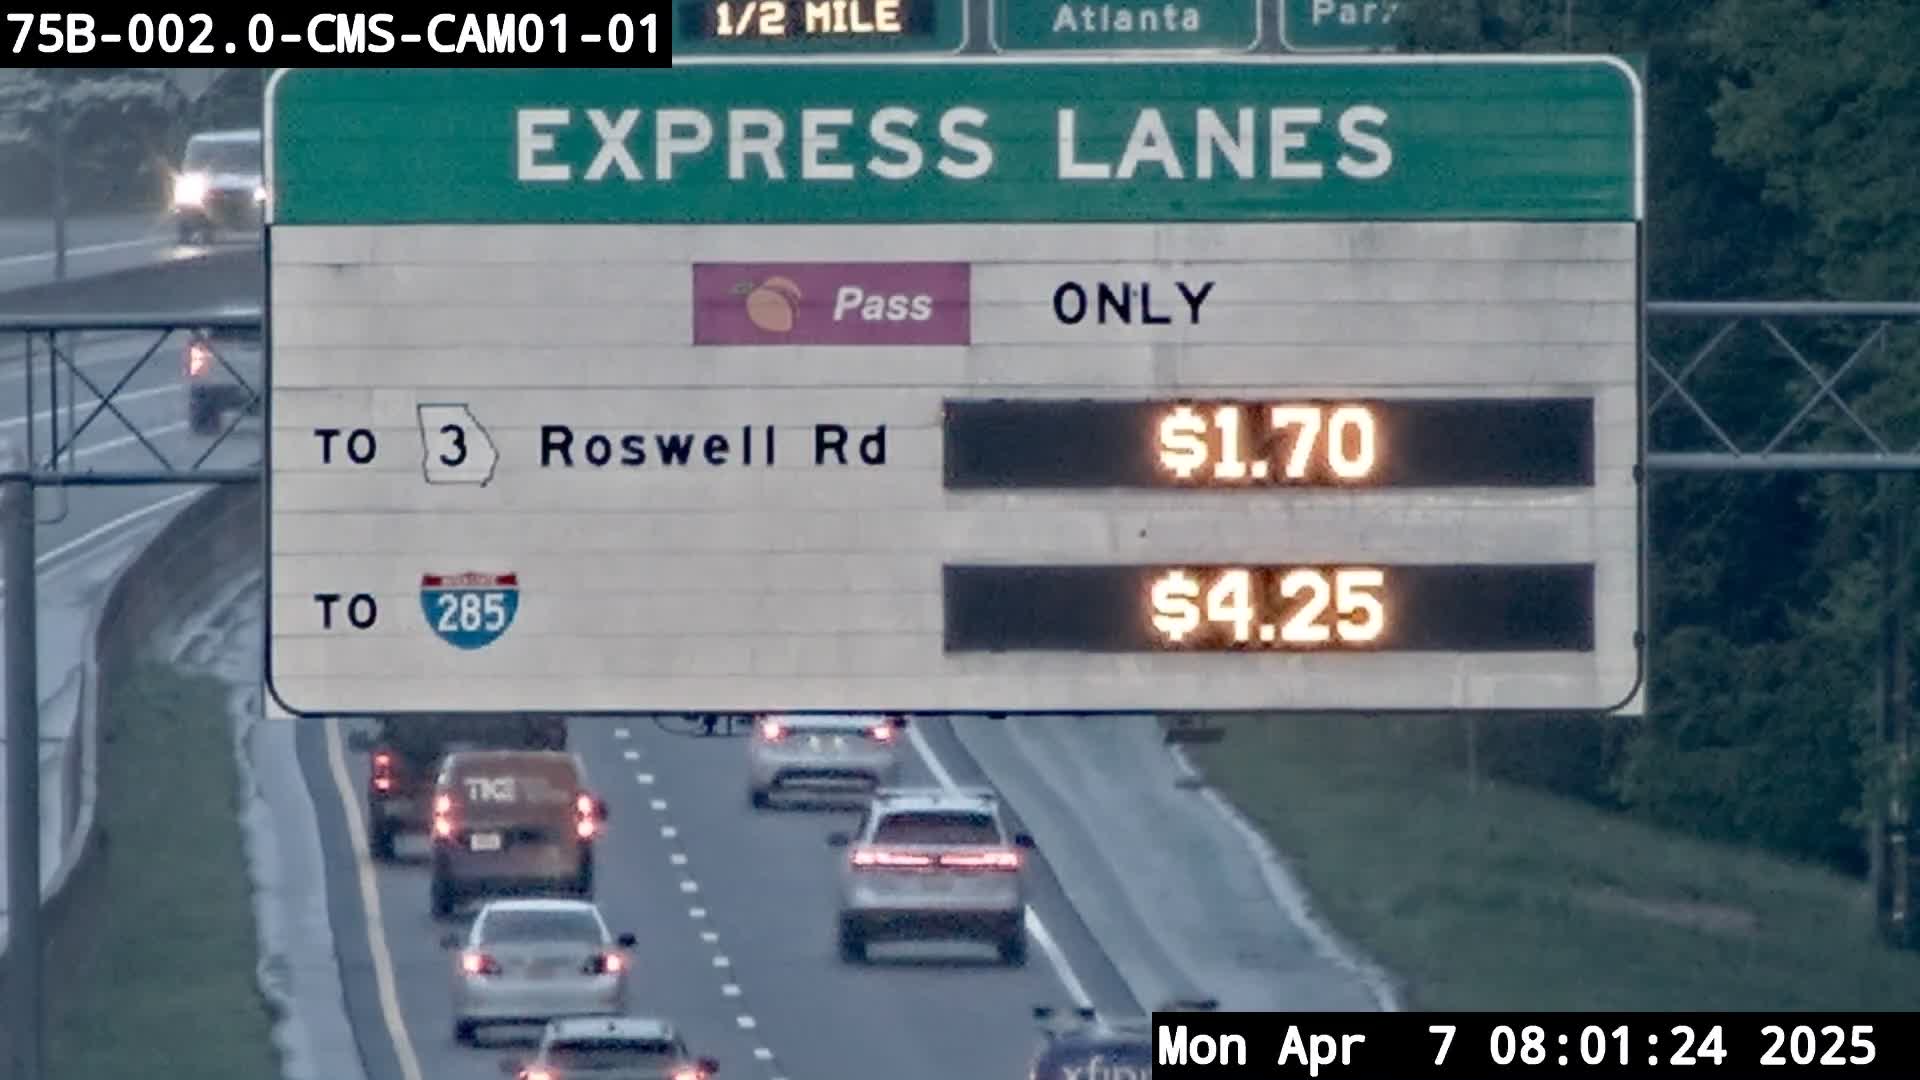 75B-002.0-CMS-CAM01-01
1/2 MILE
Atlanta
EXPRESS LANES
Pass ONLY
TO 3 Roswell Rd $1.70
TO 285 $4.25
Mon Apr 7 08:01:24 2025